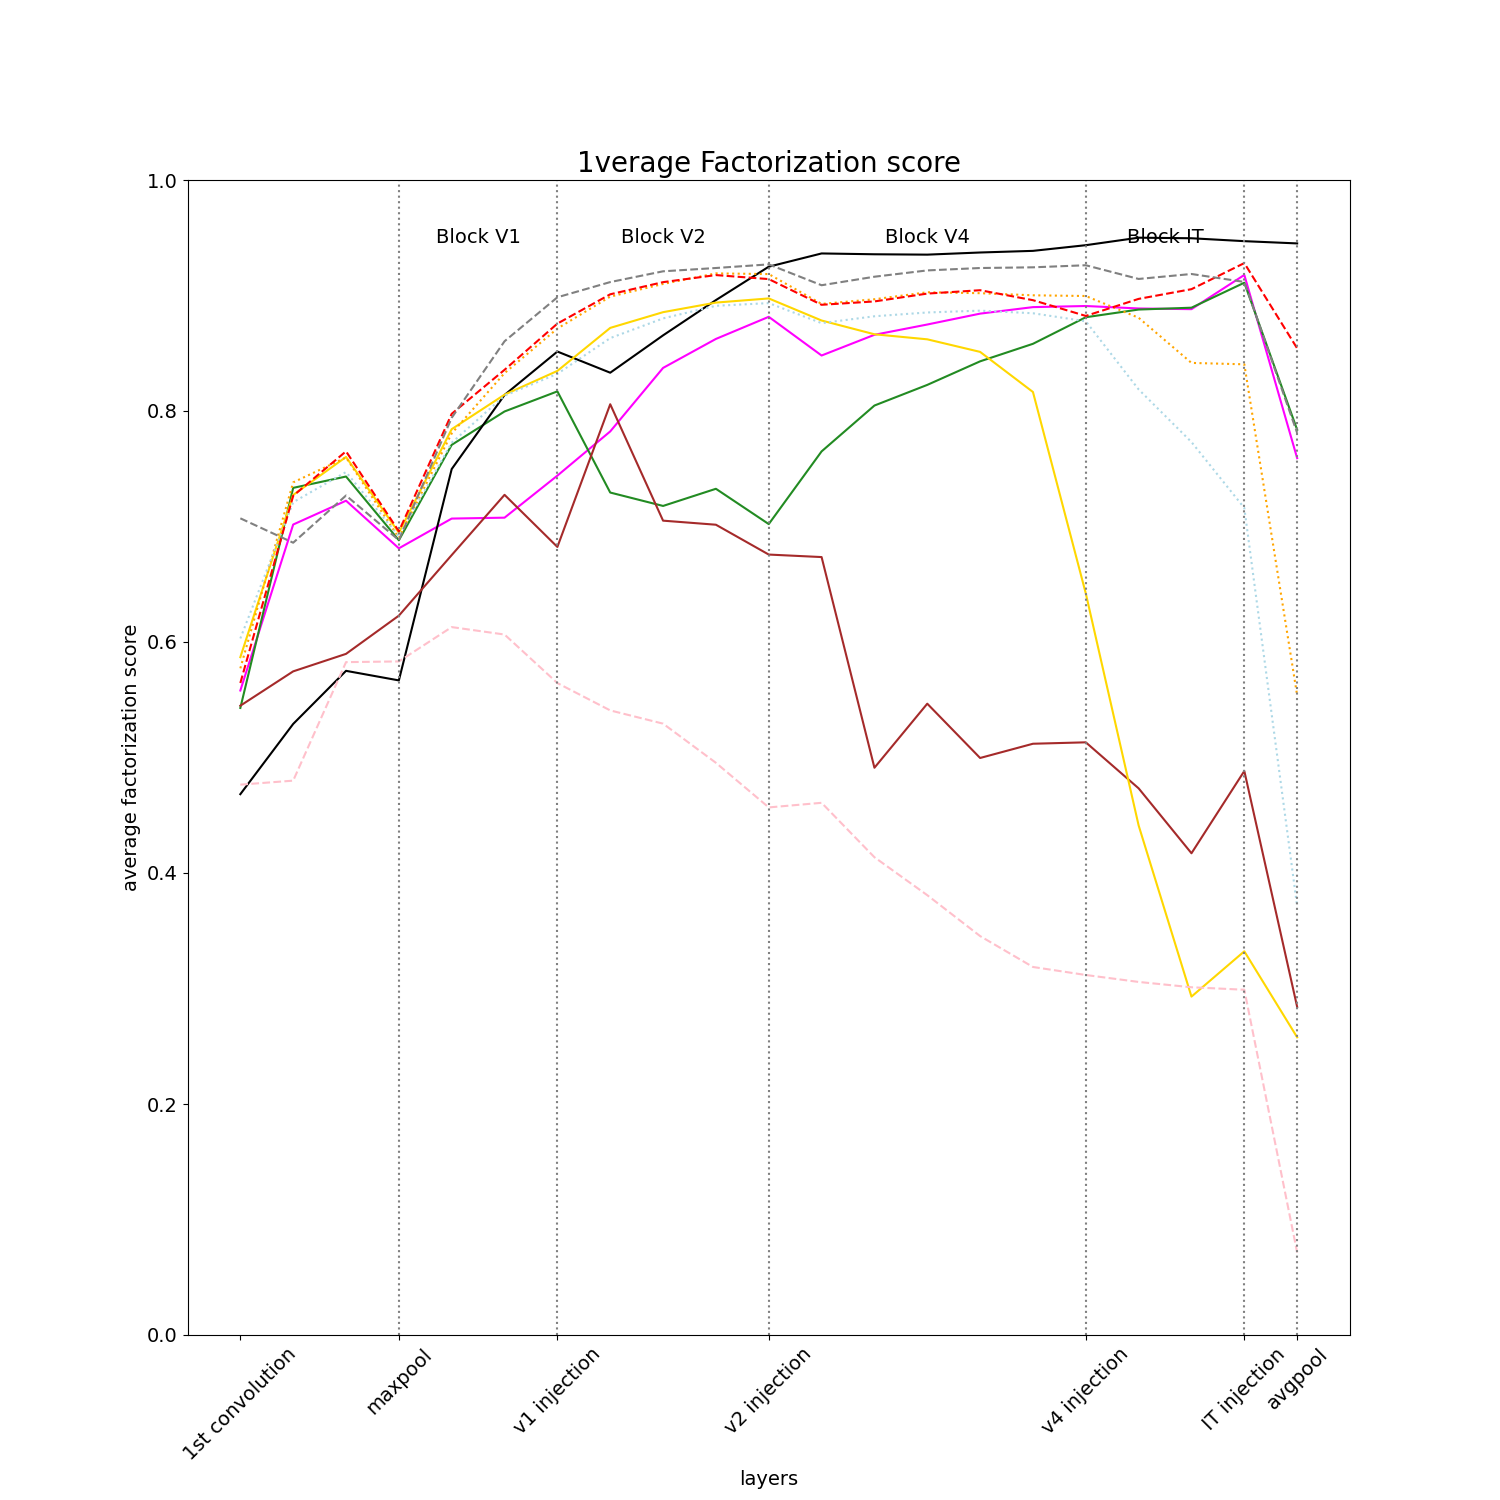 1verage Factorization score
1.0
Block V1 Block V2 Block V4 Block IT
0.8
0.6
average factorization score
0.4
0.2
0.0
1st convolution maxpool v1 injection v2 injection v4 injection IT injection avgpool
layers